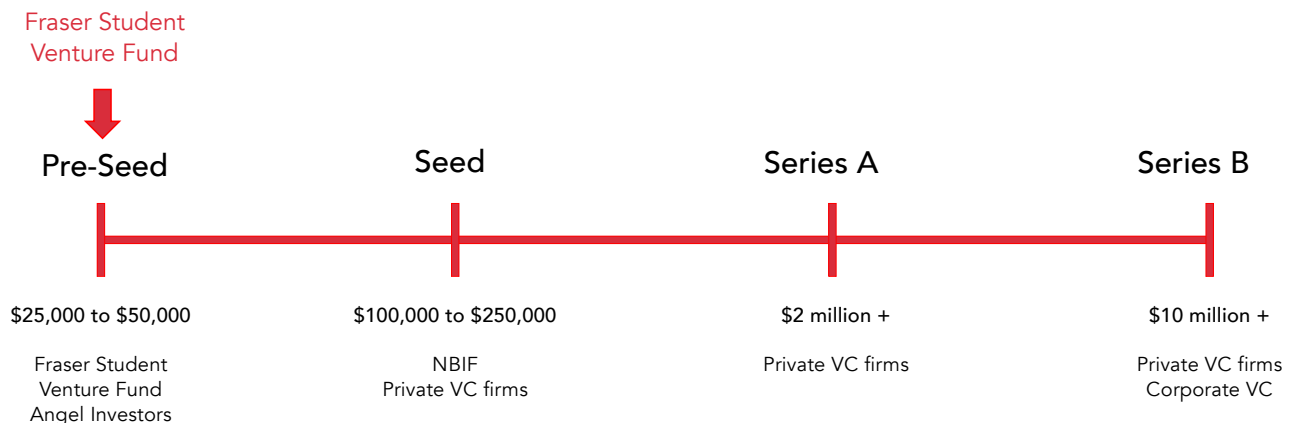 Fraser Student
Venture Fund
Pre-Seed
Seed
Series A
Series B
$25,000 to $50,000
$100,000 to $250,000
$2 million +
$10 million +
Fraser Student
Venture Fund
Angel Investors
NBIF
Private VC firms
Private VC firms
Private VC firms
Corporate VC